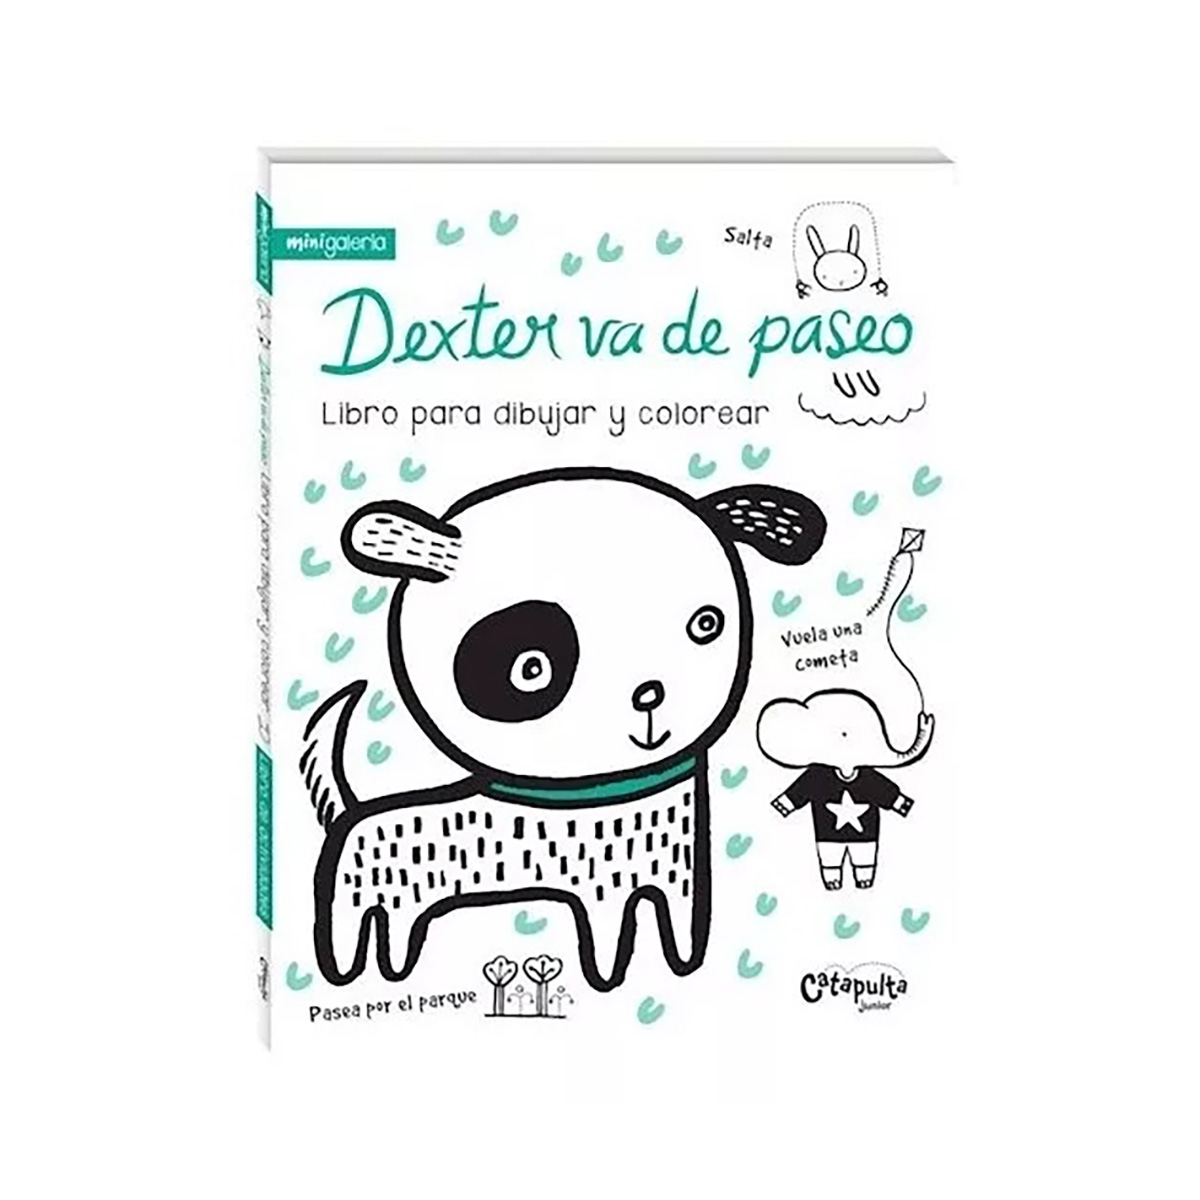 minigalería
Salta
Dexter va de paseo
Libro para dibujar y colorear
Vuela una
cometa
Pasea por el parque
Catapulta
junior